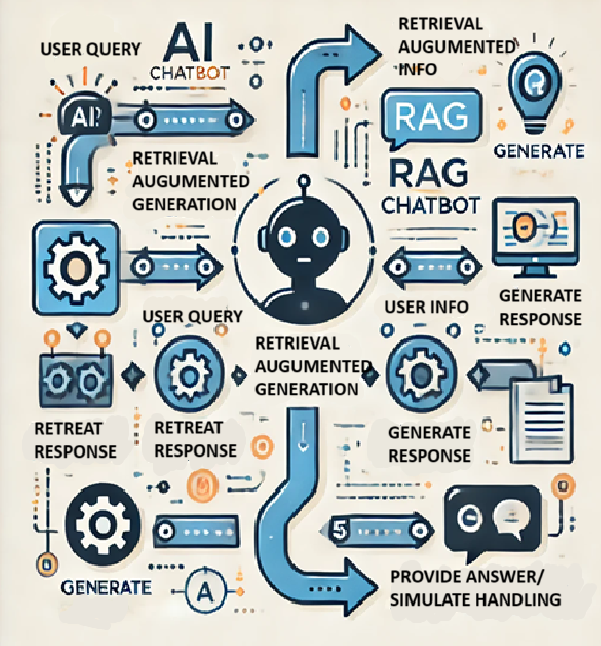 USER QUERY
AI
CHATBOT
RETRIEVAL
AUGUMENTED
INFO
AI?
RAG
GENERATE
RETRIEVAL
AUGUMENTED
GENERATION
RAG
CHATBOT
USER QUERY
USER INFO
GENERATE
RESPONSE
RETRIEVAL
AUGUMENTED
GENERATION
RETREAT
RESPONSE
RETREAT
RESPONSE
GENERATE
RESPONSE
5
GENERATE
A
PROVIDE ANSWER/
SIMULATE HANDLING